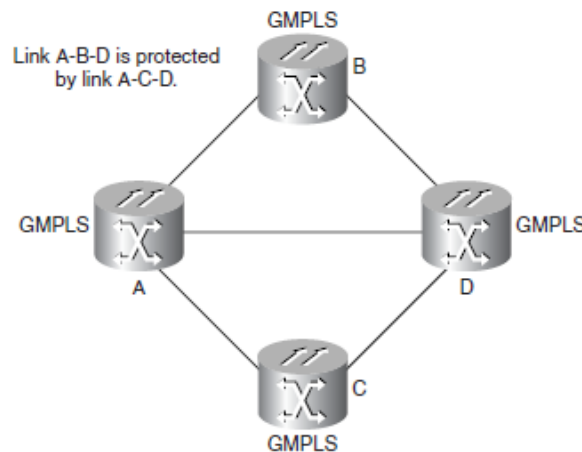 GMPLS
Link A-B-D is protected
by link A-C-D.
B
GMPLS
GMPLS
A
D
C
GMPLS